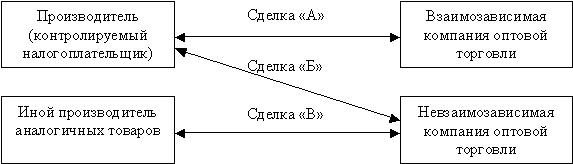 Производитель
(контролируемый
налогоплательщик)
Сделка «А»
Взаимозависимая
компания оптовой
торговли
Сделка «Б»
Иной производитель
аналогичных товаров
Сделка «В»
Невзаимозависимая
компания оптовой
торговли